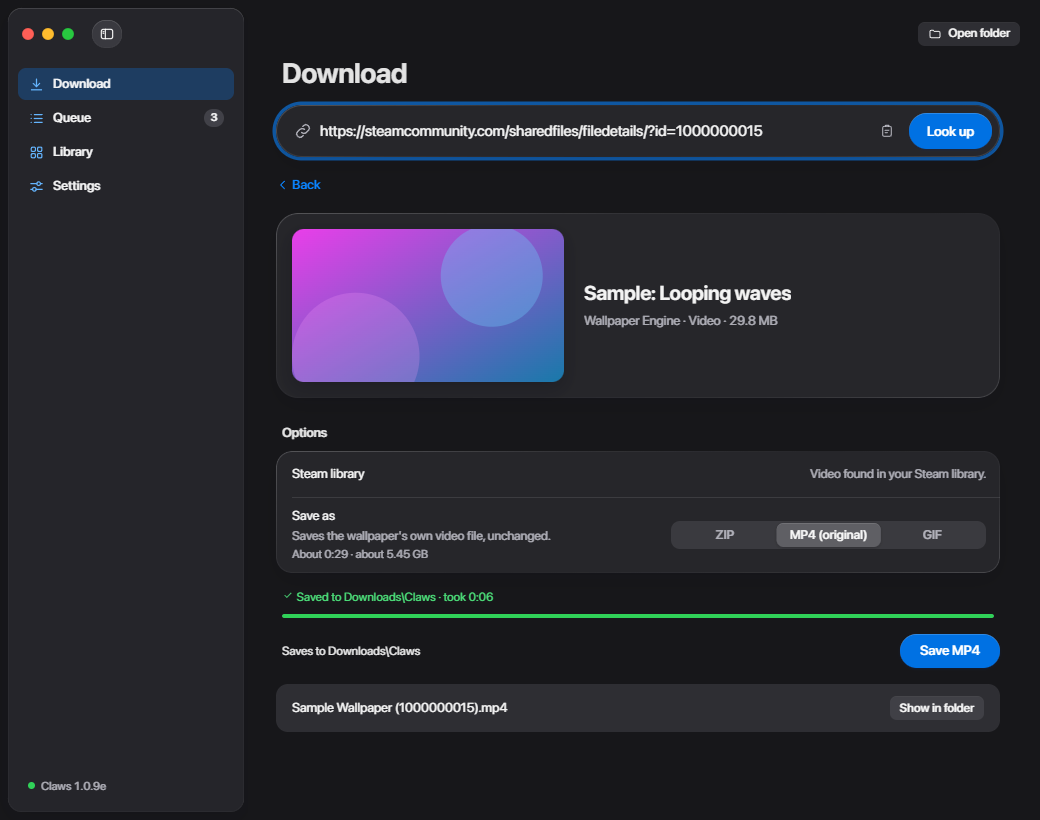 Open folder
Download
Queue
3
Library
Settings
Download
https://steamcommunity.com/sharedfiles/filedetails/?id=1000000015
Look up
Back
Sample: Looping waves
Wallpaper Engine · Video · 29.8 MB
Options
Steam library
Video found in your Steam library.
Save as
Saves the wallpaper's own video file, unchanged.
About 0:29 · about 5.45 GB
ZIP
MP4 (original)
GIF
Saved to Downloads\Claws · took 0:06
Saves to Downloads\Claws
Save MP4
Sample Wallpaper (1000000015).mp4
Show in folder
Claws 1.0.9e